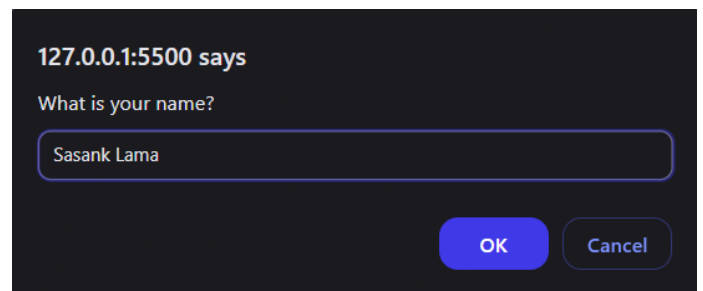 127.0.0.1:5500 says
What is your name?
Sasank Lama
OK
Cancel